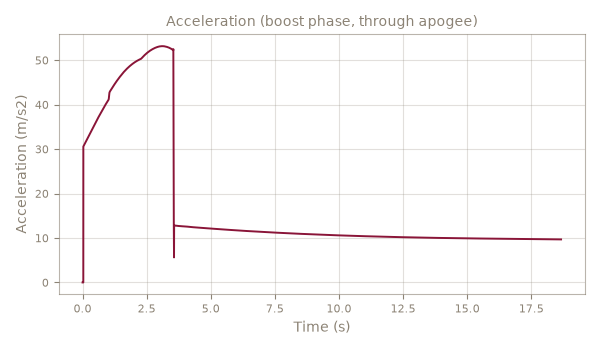 Acceleration (boost phase, through apogee)
Acceleration (m/s2)
50
40
30
20
10
0
0.0 2.5 5.0 7.5 10.0 12.5 15.0 17.5
Time (s)